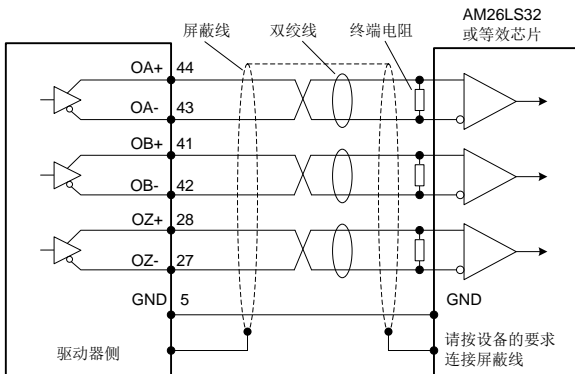 AM26LS32
或等效芯片
屏蔽线
双绞线
终端电阻
OA+ 44
OA- 43
OB+ 41
OB- 42
OZ+ 28
OZ- 27
GND 5
GND
驱动器侧
请按设备的要求
连接屏蔽线